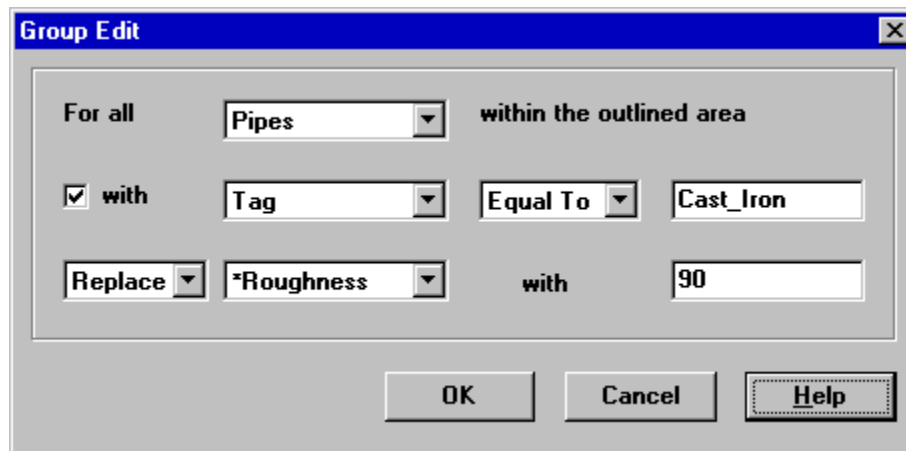 Group Edit
For all Pipes within the outlined area
with Tag Equal To Cast_Iron
Replace *Roughness with 90
OK Cancel Help